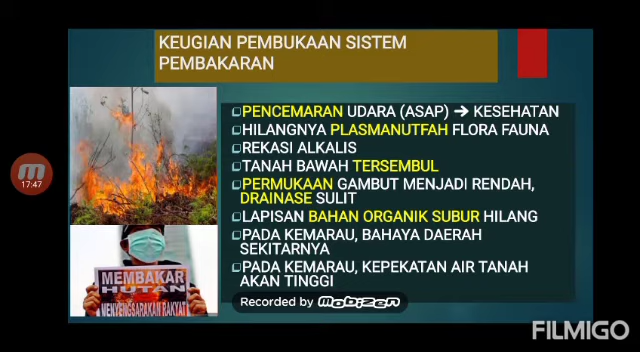 KEUGIAN PEMBUKAAN SISTEM
PEMBAKARAN
PENCEMARAN UDARA (ASAP) ➔ KESEHATAN
HILANGNYA PLASMANUTFAH FLORA FAUNA
REKASI ALKALIS
TANAH BAWAH TERSEMBUL
PERMUKAAN GAMBUT MENJADI RENDAH,
DRAINASE SULIT
LAPISAN BAHAN ORGANIK SUBUR HILANG
PADA KEMARAU, BAHAYA DAERAH
SEKITARNYA
PADA KEMARAU, KEPEKATAN AIR TANAH
AKAN TINGGI
17:47
MEMBAKAR
HUTAN
MENYENGSARAKAN RAKYAT
Recorded by mobizen
FILMIGO